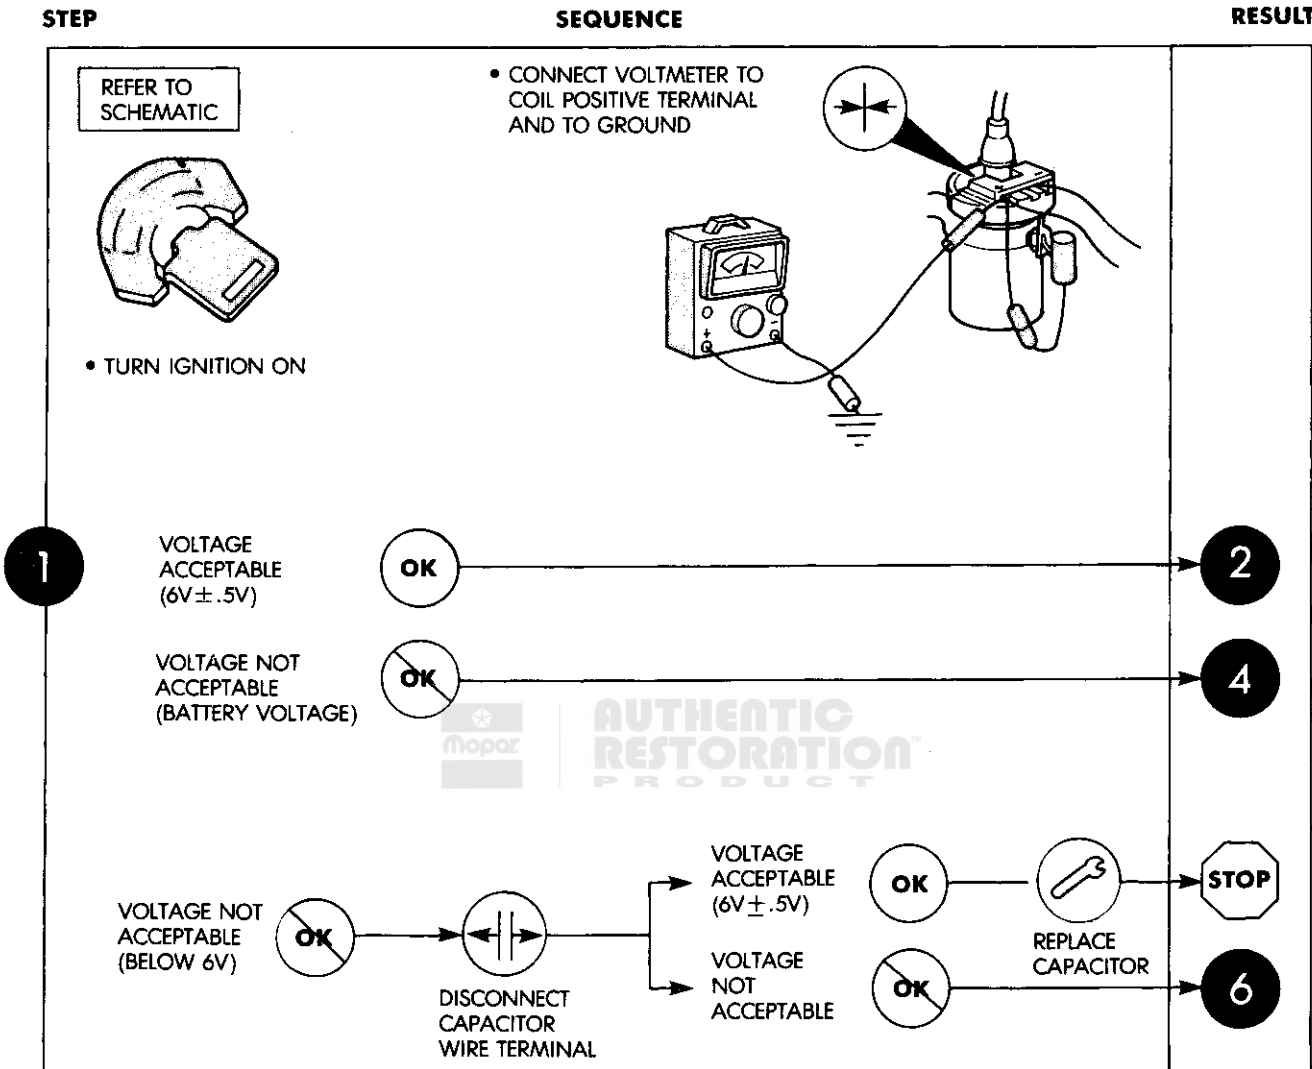 STEP
SEQUENCE
RESULT
REFER TO
SCHEMATIC
• TURN IGNITION ON
• CONNECT VOLTMETER TO
COIL POSITIVE TERMINAL
AND TO GROUND
+
-
1
VOLTAGE
ACCEPTABLE
(6V±.5V)
OK
2
VOLTAGE NOT
ACCEPTABLE
(BATTERY VOLTAGE)
OK
4
Mopar
AUTHENTIC
RESTORATION™
PRODUCT
VOLTAGE NOT
ACCEPTABLE
(BELOW 6V)
OK
DISCONNECT
CAPACITOR
WIRE TERMINAL
VOLTAGE
ACCEPTABLE
(6V±.5V)
OK
REPLACE
CAPACITOR
STOP
VOLTAGE
NOT
ACCEPTABLE
OK
6